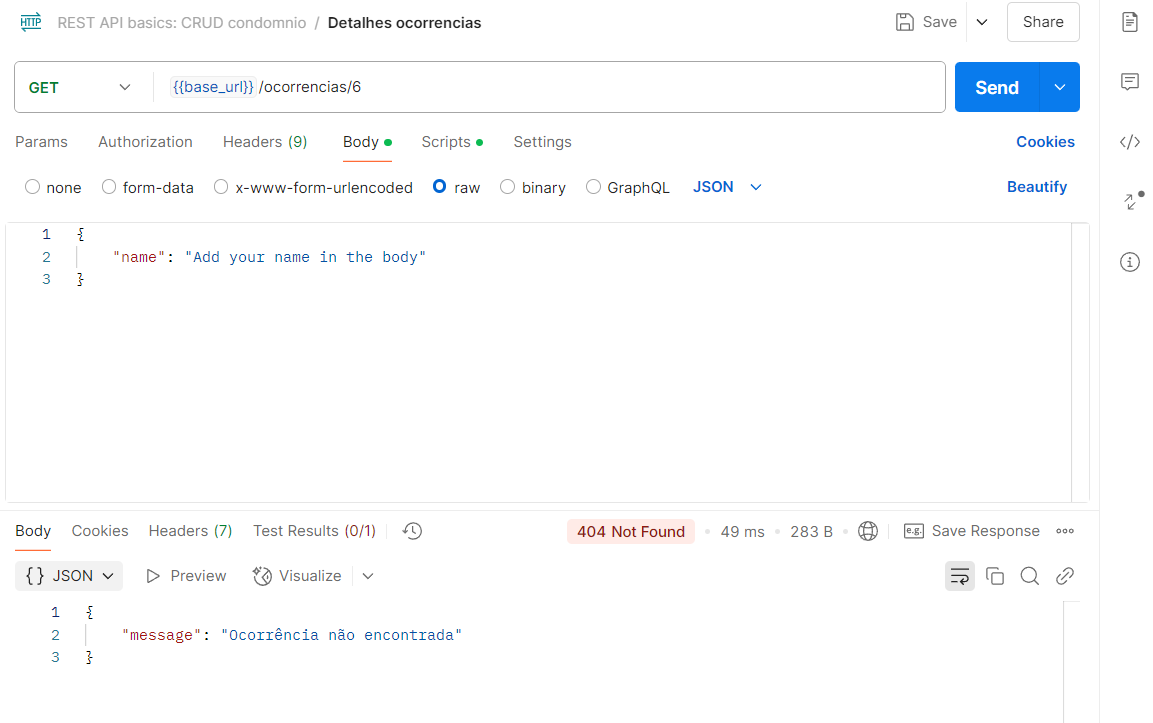 HTTP REST API basics: CRUD condomnio / Detalhes ocorrencias Save Share
GET {{base_url}} /ocorrencias/6 Send
Params Authorization Headers (9) Body Scripts Settings Cookies
none form-data x-www-form-urlencoded raw binary GraphQL JSON Beautify
1 {
2 "name": "Add your name in the body"
3 }
Body Cookies Headers (7) Test Results (0/1) 404 Not Found 49 ms 283 B e.g. Save Response
{} JSON Preview Visualize
1 {
2 "message": "Ocorrência não encontrada"
3 }